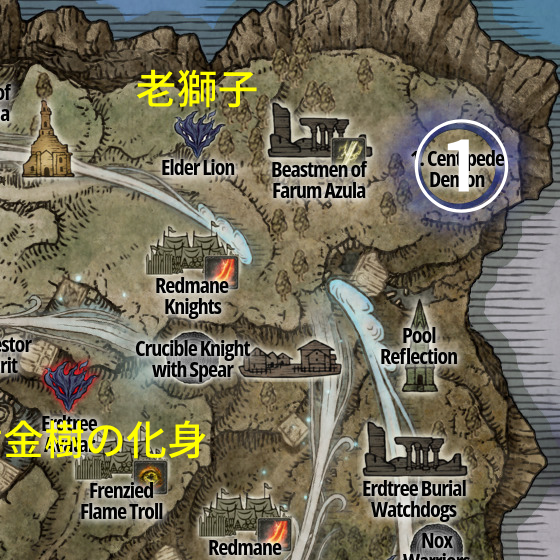 老獅子
of
a
Elder Lion
Beastmen of
Farum Azula
1. Centipede
Demon
1
Redmane
Knights
Crucible Knight
with Spear
Pool
Reflection
estor
rit
Erdtree
金樹の化身
Frenzied
Flame Troll
Erdtree Burial
Watchdogs
Redmane
Nox
Warriors